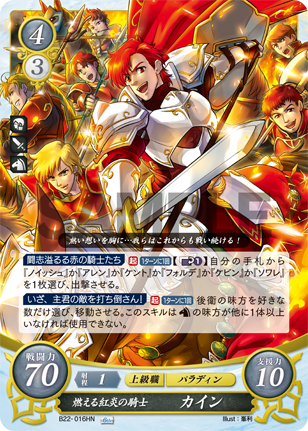 4
3
SAMPLE
熱い想いを胸に…我らはこれからも戦い続ける!
闘志溢るる赤の騎士たち 起 1ターンに1回 【 1】自分の手札から
『ノイッシュ』か『アレン』か『ケント』か『フォルデ』か『ケビン』か『ソワレ』
を1枚選び、出撃させる。
いざ、主君の敵を打ち倒さん! 起 1ターンに1回 後衛の味方を好きな
数だけ選び、移動させる。このスキルは の味方が他に1体以上
いなければ使用できない。
戦闘力 70
射程 1 上級職 パラディン
支援力 10
燃える紅炎の騎士 カイン
B22-016HN
Illust: